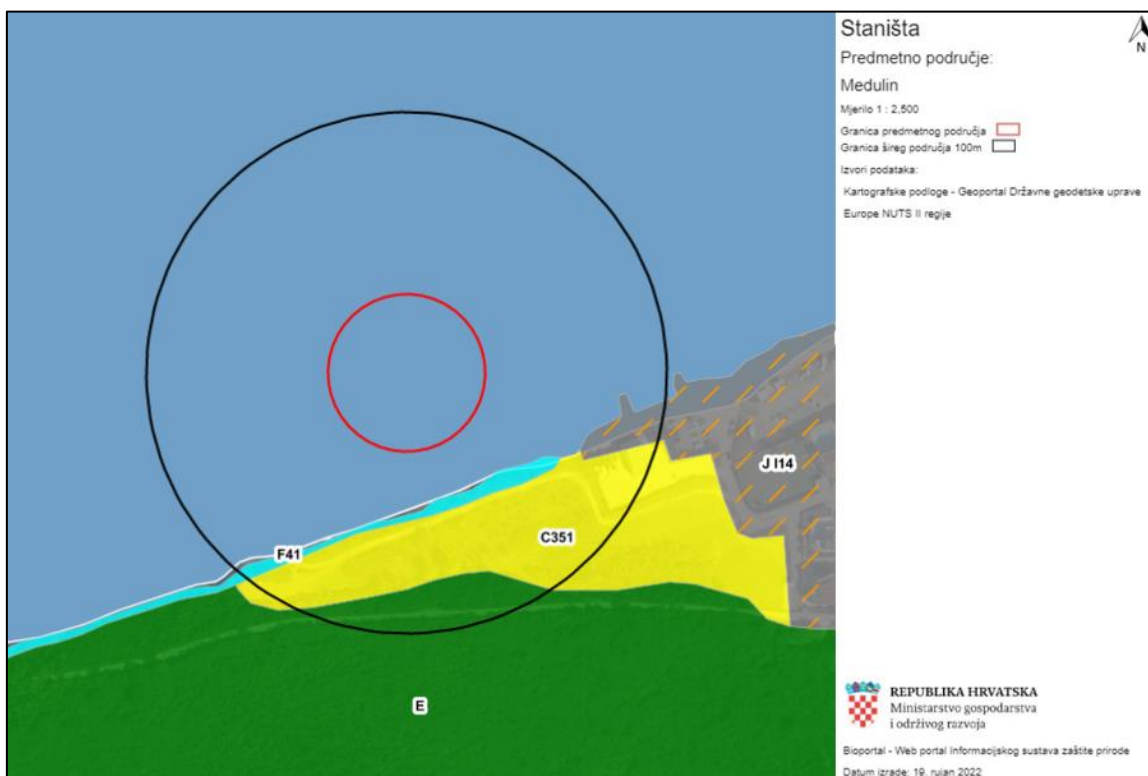 Staništa
N
Predmetno područje:
Medulin
Mjerilo 1 : 2,500
Granica predmetnog područja
Granica šireg područja 100m
Izvori podataka:
Kartografske podloge - Geoportal Državne geodetske uprave
Europe NUTS II regije
J I14
C351
F41
E
REPUBLIKA HRVATSKA
Ministarstvo gospodarstva
i održivog razvoja
Bioportal - Web portal Informacijskog sustava zaštite prirode
Datum izrade: 19. rujan 2022